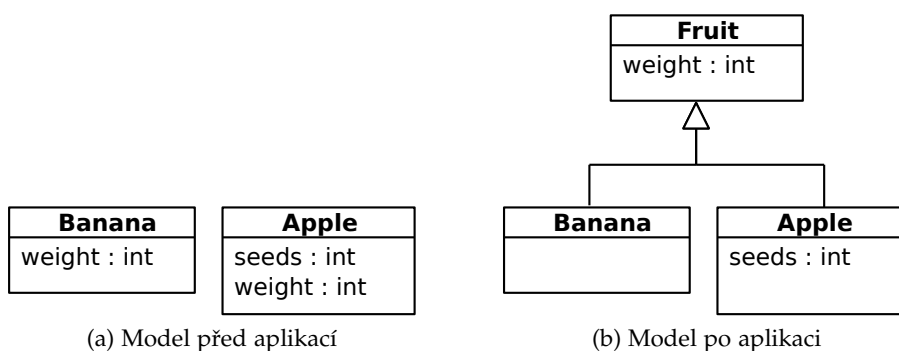 Banana
weight : int
Apple
seeds : int
weight : int
(a) Model před aplikací
Fruit
weight : int
Banana
Apple
seeds : int
(b) Model po aplikaci